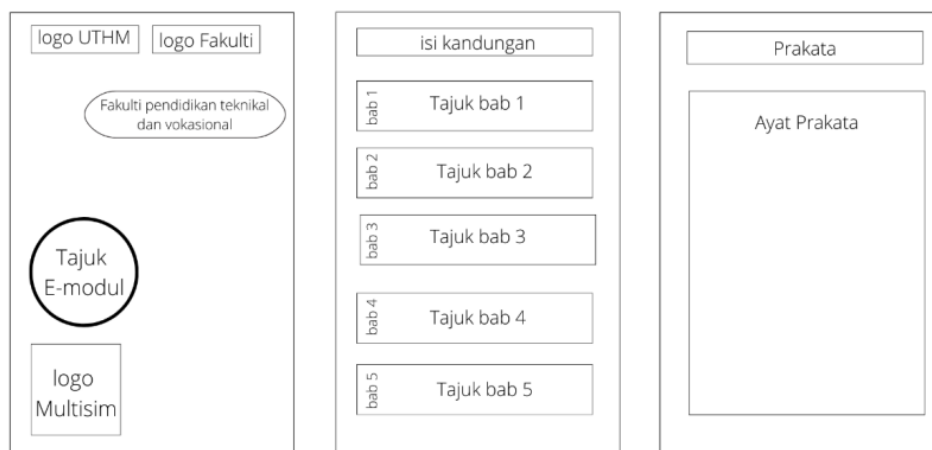 logo UTHM
logo Fakulti
Fakulti pendidikan teknikal
dan vokasional
Tajuk
E-modul
logo
Multisim
isi kandungan
bab 1
Tajuk bab 1
bab 2
Tajuk bab 2
bab 3
Tajuk bab 3
bab 4
Tajuk bab 4
bab 5
Tajuk bab 5
Prakata
Ayat Prakata